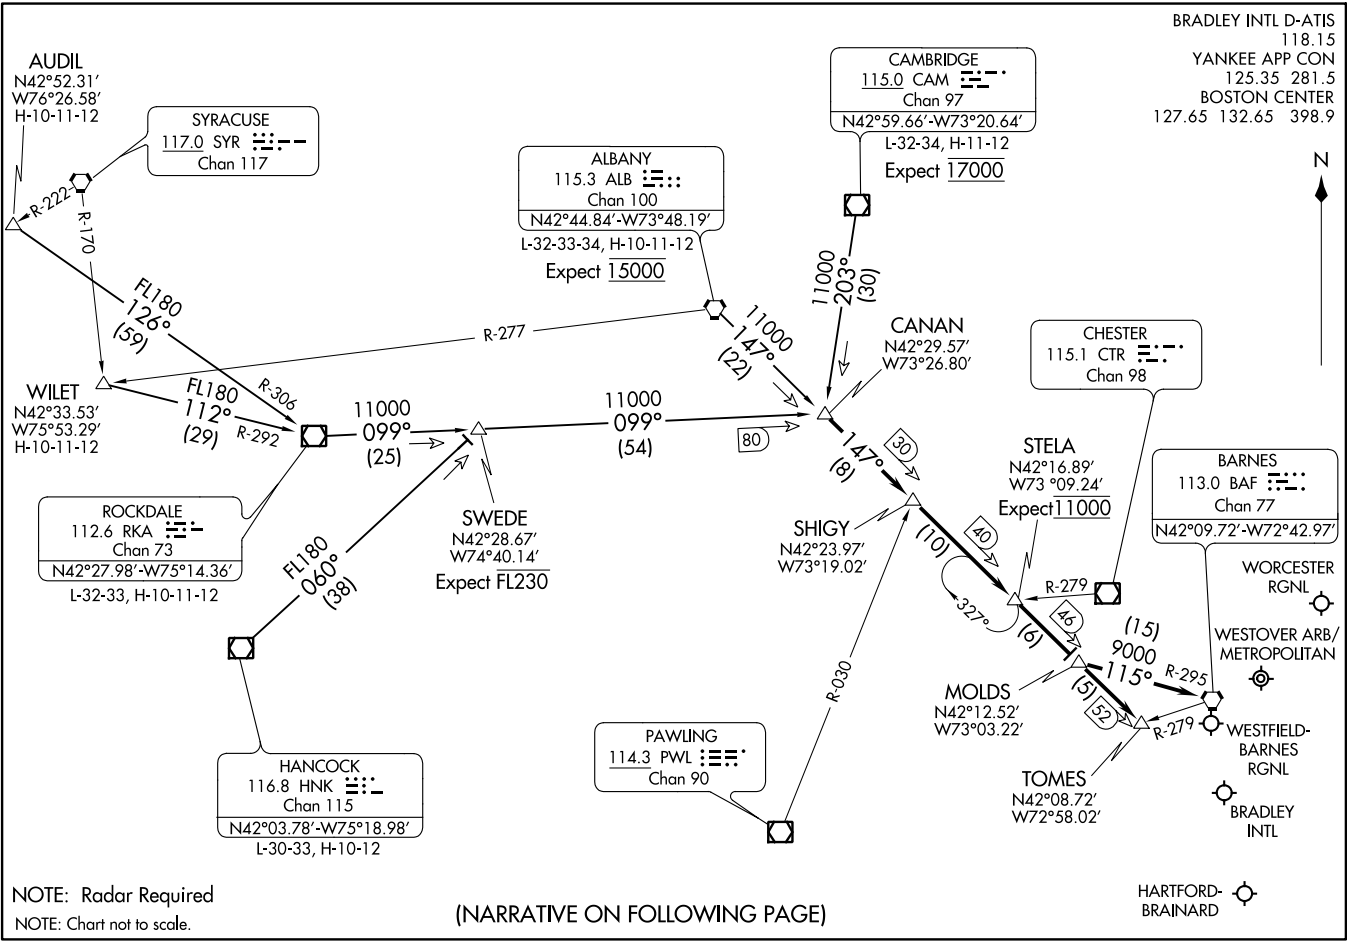 BRADLEY INTL D-ATIS
118.15
YANKEE APP CON
125.35 281.5
BOSTON CENTER
127.65 132.65 398.9
AUDIL
N42°52.31'
W76°26.58'
H-10-11-12
SYRACUSE
117.0 SYR
Chan 117
CAMBRIDGE
115.0 CAM
Chan 97
N42°59.66'-W73°20.64'
L-32-34, H-11-12
Expect 17000
ALBANY
115.3 ALB
Chan 100
N42°44.84'-W73°48.19'
L-32-33-34, H-10-11-12
Expect 15000
N
R-222
R-170
FL180
126°
(59)
R-277
11000
147°
(22)
11000
203°
(30)
CANAN
N42°29.57'
W73°26.80'
CHESTER
115.1 CTR
Chan 98
WILET
N42°33.53'
W75°53.29'
H-10-11-12
FL180
112°
(29)
R-306
R-292
11000
099°
(25)
11000
099°
(54)
80
147°
(8)
30
STELA
N42°16.89'
W73°09.24'
Expect 11000
BARNES
113.0 BAF
Chan 77
N42°09.72'-W72°42.97'
ROCKDALE
112.6 RKA
Chan 73
N42°27.98'-W75°14.36'
L-32-33, H-10-11-12
SWEDE
N42°28.67'
W74°40.14'
Expect FL230
SHIGY
N42°23.97'
W73°19.02'
(10)
40
FL180
060°
(38)
327°
R-279
(6)
46
(15)
9000
115°
R-295
WORCESTER
RGNL
WESTOVER ARB/
METROPOLITAN
R-030
MOLDS
N42°12.52'
W73°03.22'
(5)
52
R-279
WESTFIELD-
BARNES
RGNL
HANCOCK
116.8 HNK
Chan 115
N42°03.78'-W75°18.98'
L-30-33, H-10-12
PAWLING
114.3 PWL
Chan 90
TOMES
N42°08.72'
W72°58.02'
BRADLEY
INTL
HARTFORD-
BRAINARD
NOTE: Radar Required
NOTE: Chart not to scale.
(NARRATIVE ON FOLLOWING PAGE)